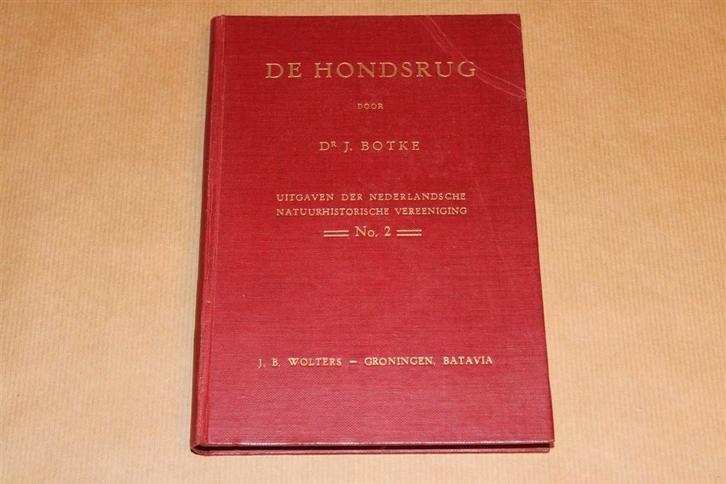 DE HONDSRUG
DOOR
DR J. BOTKE
UITGAVEN DER NEDERLANDSCHE
NATUURHISTORISCHE VEREENIGING
No. 2
J. B. WOLTERS – GRONINGEN, BATAVIA